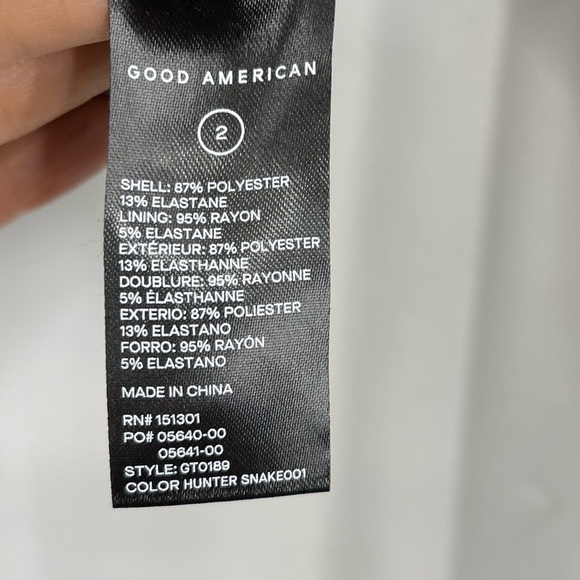 GOOD AMERICAN
2
SHELL: 87% POLYESTER
13% ELASTANE
LINING: 95% RAYON
5% ELASTANE
EXTÉRIEUR: 87% POLYESTER
13% ELASTHANNE
DOUBLURE: 95% RAYONNE
5% ÉLASTHANNE
EXTERIO: 87% POLIESTER
13% ELASTANO
FORRO: 95% RAYÓN
5% ELASTANO
MADE IN CHINA
RN# 151301
PO# 05640-00
05641-00
STYLE: GT0189
COLOR HUNTER SNAKE001